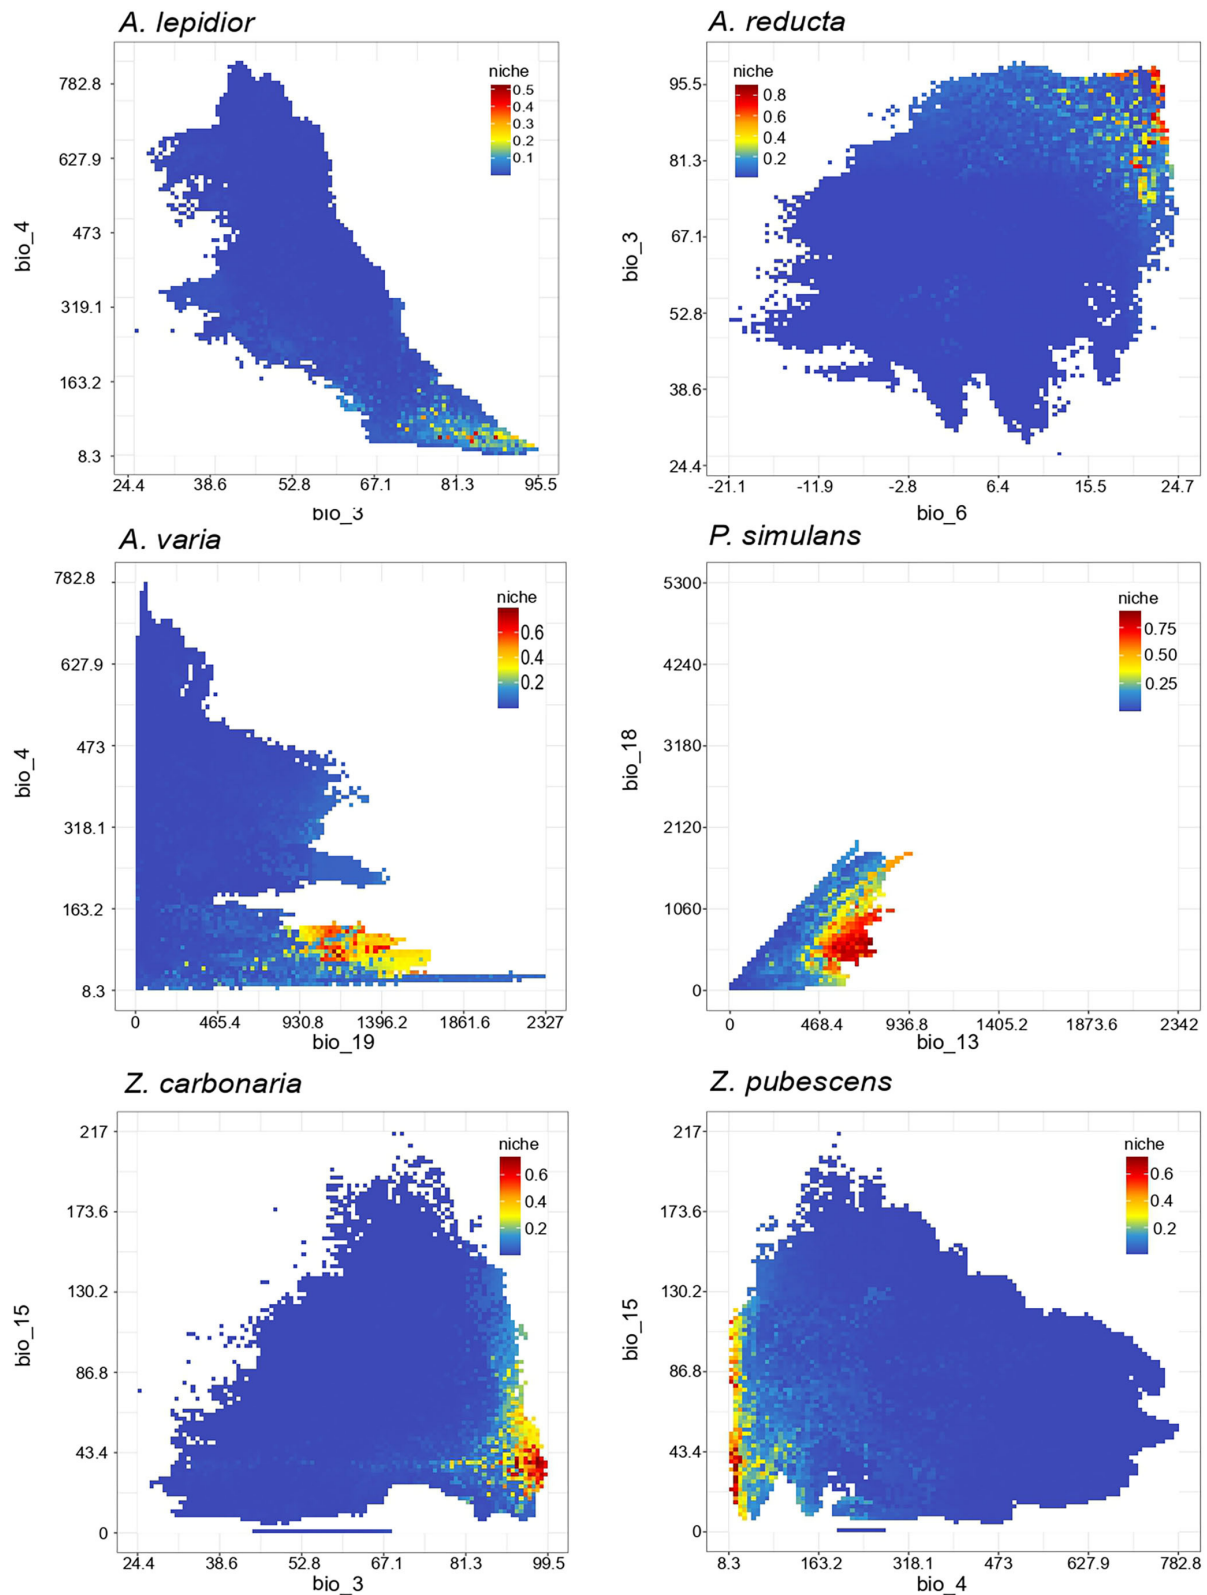 A. lepidior
niche
0.5
0.4
0.3
0.2
0.1
782.8
627.9
473
319.1
163.2
8.3
bio_4
24.4 38.6 52.8 67.1 81.3 95.5
bio_3
A. reducta
niche
0.8
0.6
0.4
0.2
95.5
81.3
67.1
52.8
38.6
24.4
bio_3
-21.1 -11.9 -2.8 6.4 15.5 24.7
bio_6
A. varia
niche
0.6
0.4
0.2
782.8
627.9
473
318.1
163.2
8.3
bio_4
0 465.4 930.8 1396.2 1861.6 2327
bio_19
P. simulans
niche
0.75
0.50
0.25
5300
4240
3180
2120
1060
0
bio_18
0 468.4 936.8 1405.2 1873.6 2342
bio_13
Z. carbonaria
niche
0.6
0.4
0.2
217
173.6
130.2
86.8
43.4
0
bio_15
24.4 38.6 52.8 67.1 81.3 99.5
bio_3
Z. pubescens
niche
0.6
0.4
0.2
217
173.6
130.2
86.8
43.4
0
bio_15
8.3 163.2 318.1 473 627.9 782.8
bio_4